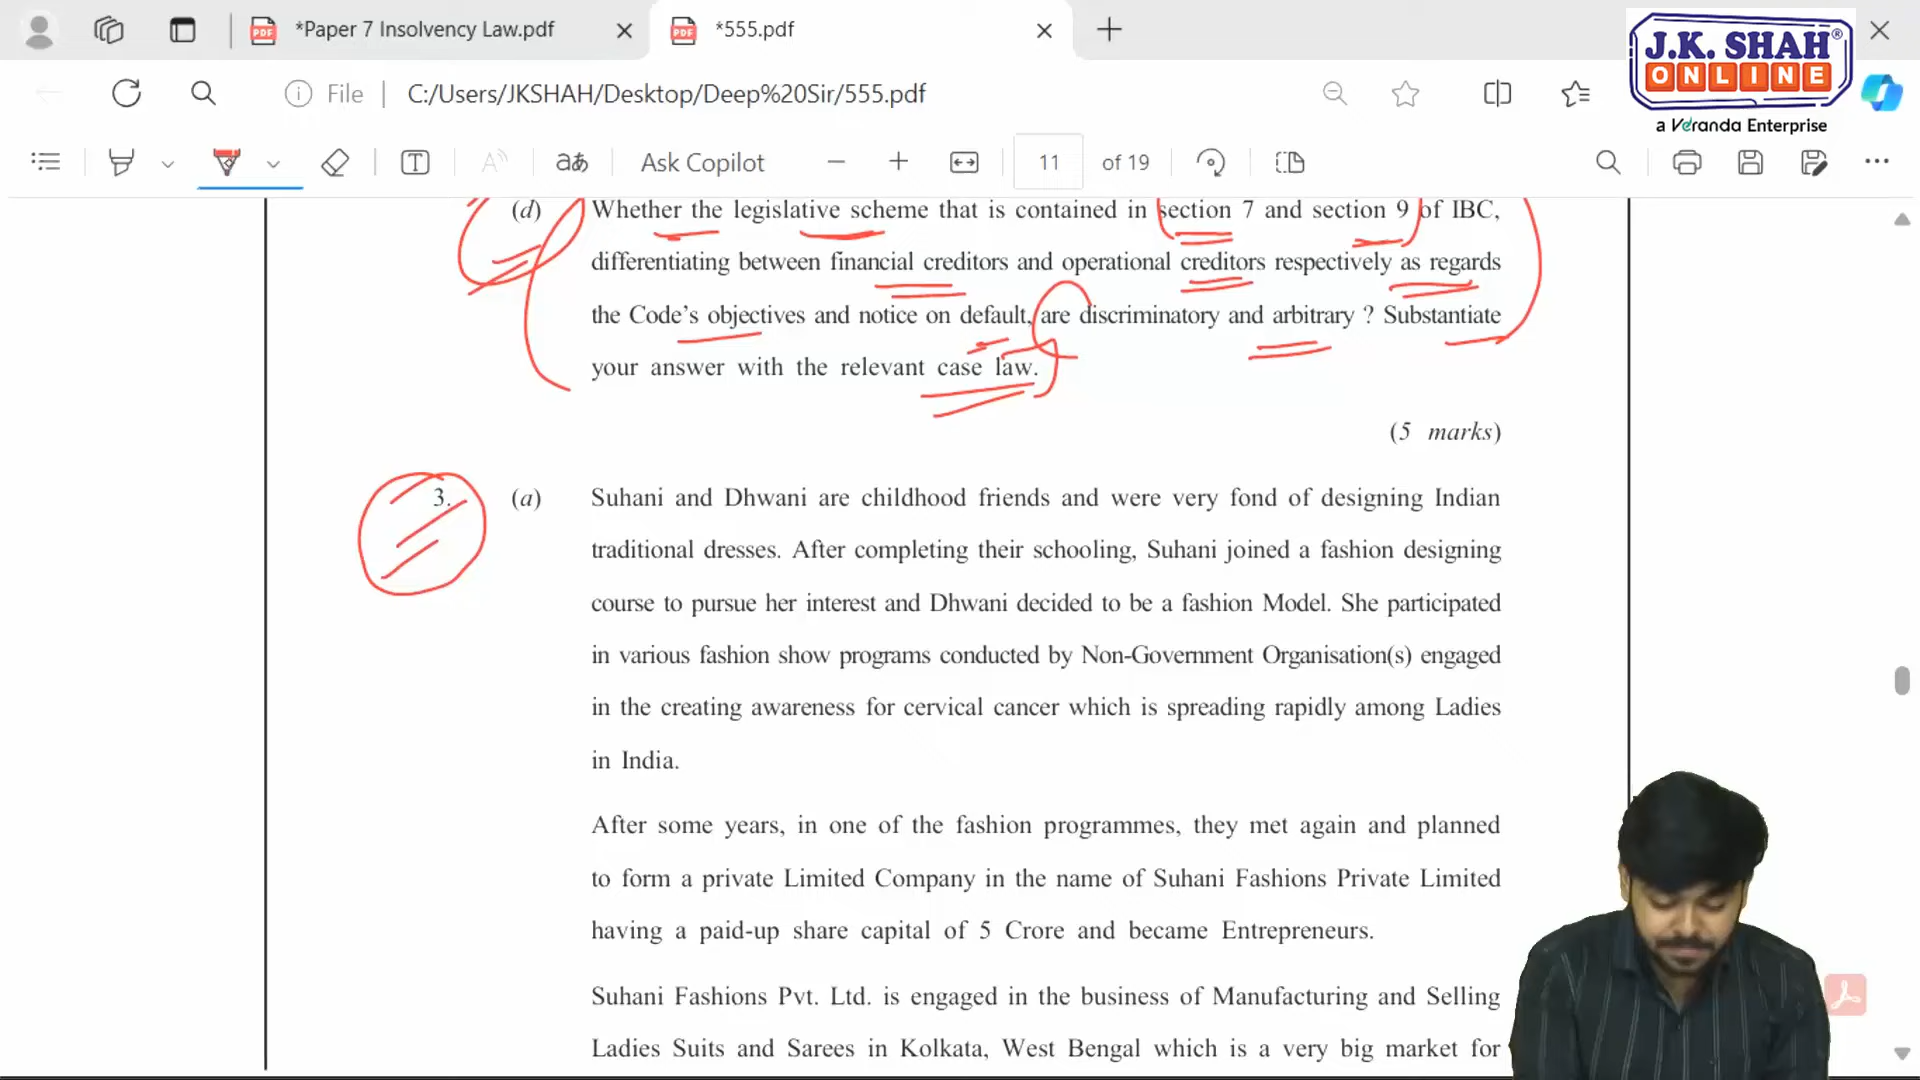 *Paper 7 Insolvency Law.pdf
*555.pdf
J.K. SHAH®
ONLINE
a Veranda Enterprise
File
C:/Users/JKSHAH/Desktop/Deep%20Sir/555.pdf
aあ
Ask Copilot
11 of 19
(d) Whether the legislative scheme that is contained in section 7 and section 9 of IBC,
differentiating between financial creditors and operational creditors respectively as regards
the Code's objectives and notice on default, are discriminatory and arbitrary ? Substantiate
your answer with the relevant case law.
(5 marks)
3. (a) Suhani and Dhwani are childhood friends and were very fond of designing Indian
traditional dresses. After completing their schooling, Suhani joined a fashion designing
course to pursue her interest and Dhwani decided to be a fashion Model. She participated
in various fashion show programs conducted by Non-Government Organisation(s) engaged
in the creating awareness for cervical cancer which is spreading rapidly among Ladies
in India.
After some years, in one of the fashion programmes, they met again and planned
to form a private Limited Company in the name of Suhani Fashions Private Limited
having a paid-up share capital of 5 Crore and became Entrepreneurs.
Suhani Fashions Pvt. Ltd. is engaged in the business of Manufacturing and Selling
Ladies Suits and Sarees in Kolkata, West Bengal which is a very big market for